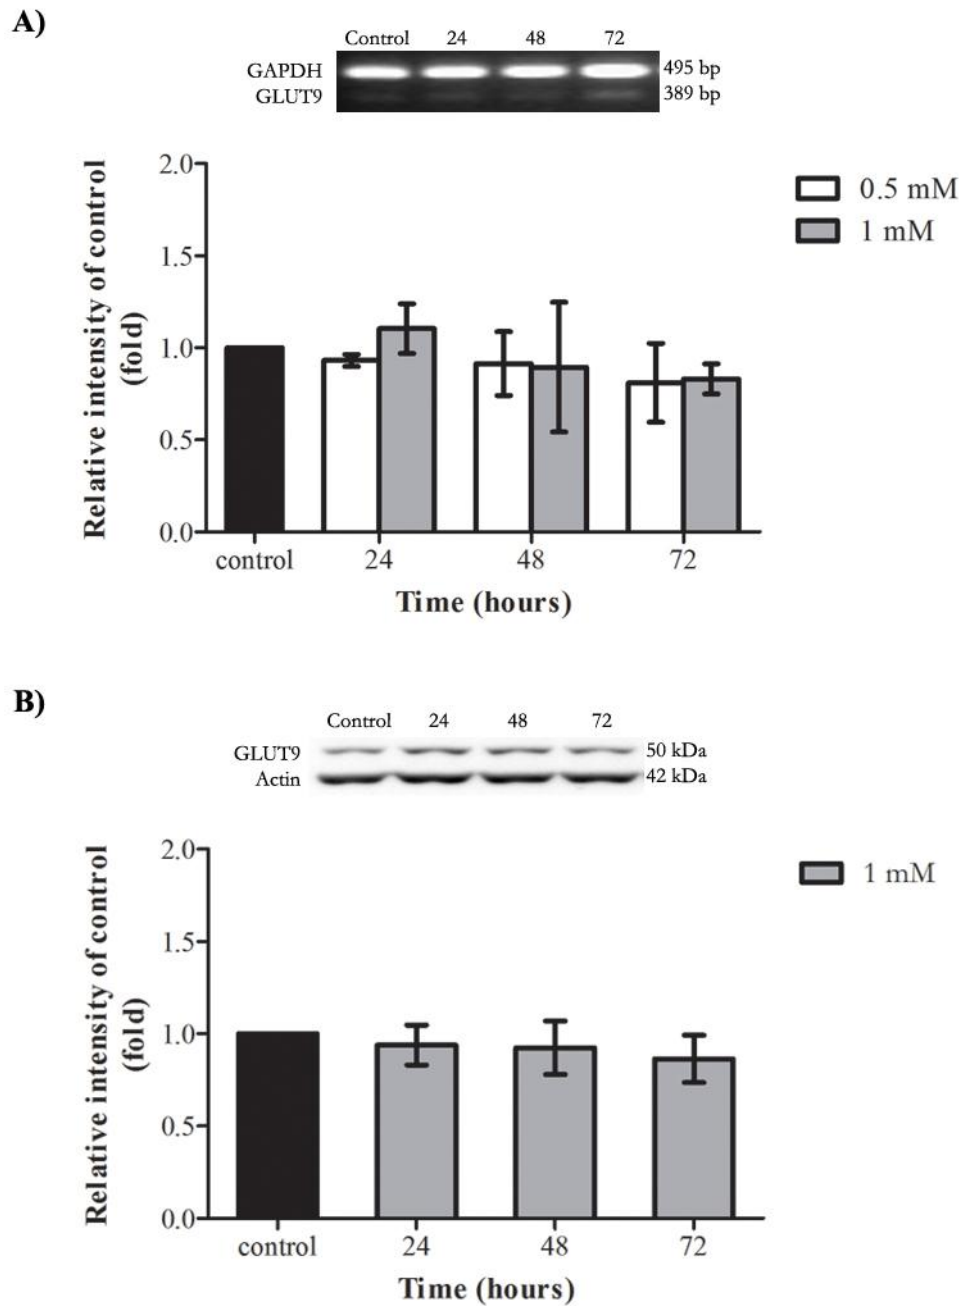 A)
Control 24 48 72
GAPDH 495 bp
GLUT9 389 bp
Relative intensity of control
(fold)
2.0
1.5
1.0
0.5
0.0
control 24 48 72
Time (hours)
0.5 mM
1 mM
B)
Control 24 48 72
GLUT9 50 kDa
Actin 42 kDa
Relative intensity of control
(fold)
2.0
1.5
1.0
0.5
0.0
control 24 48 72
Time (hours)
1 mM